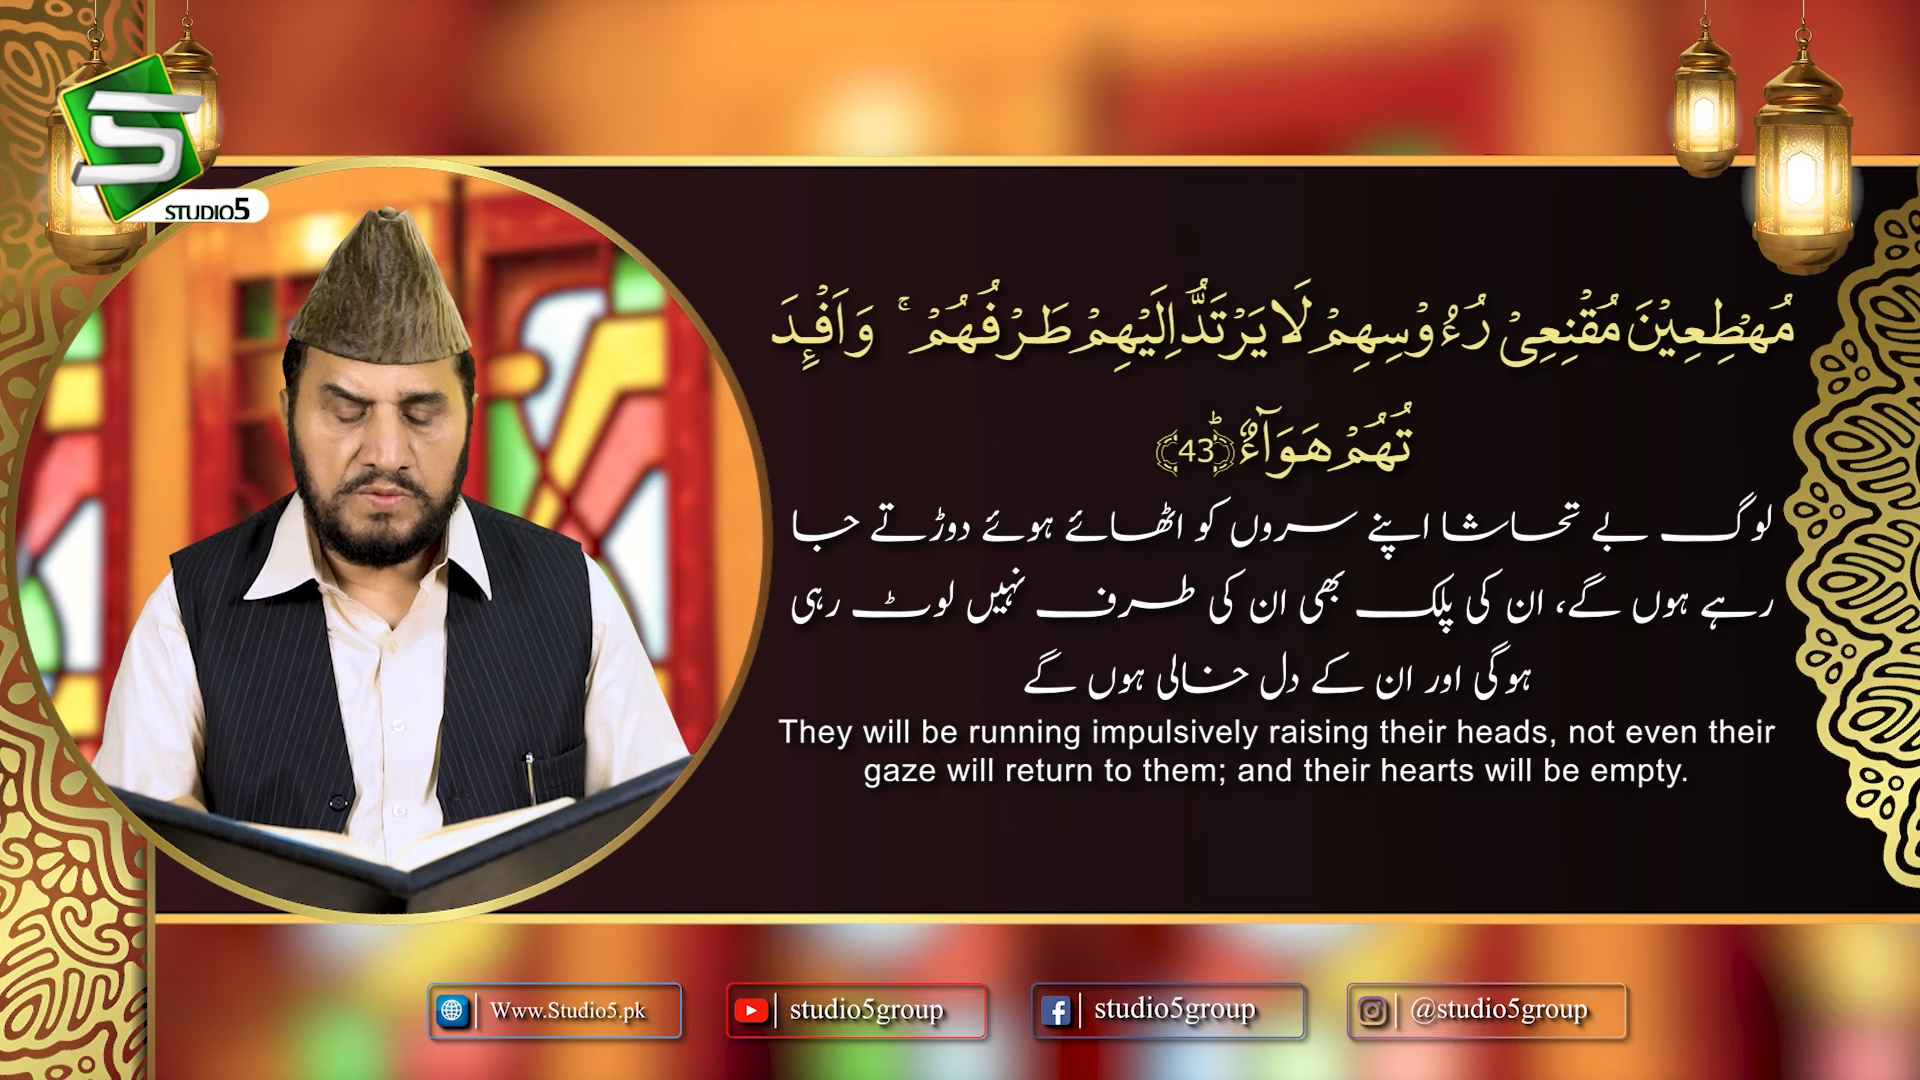 STUDIO5
مُهْطِعِيْنَ مُقْنِعِیْ رُءُوْسِهِمْ لَا يَرْتَدُّ اِلَيْهِمْ طَرْفُهُمْ ۚ وَاَفْـِٕدَ
تُهُمْ هَوَآءٌ ؕ﴿43﴾
لوگ بے تحاشا اپنے سروں کو اٹھائے ہوئے دوڑتے جا
رہے ہوں گے، ان کی پلک بھی ان کی طرف نہیں لوٹ رہی
ہوگی اور ان کے دل خالی ہوں گے
They will be running impulsively raising their heads, not even their
gaze will return to them; and their hearts will be empty.
Www.Studio5.pk
studio5group
studio5group
@studio5group